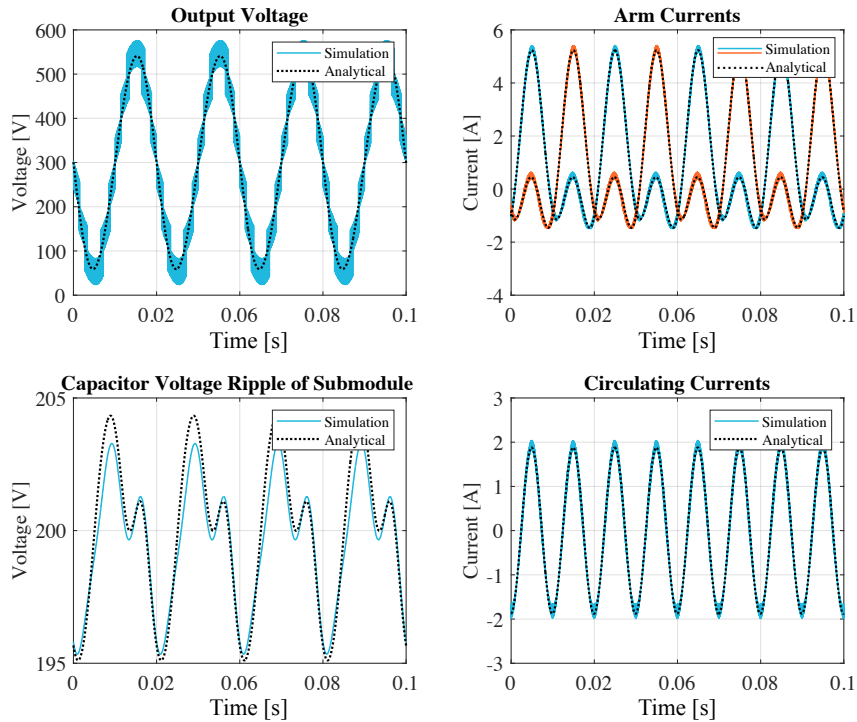 Output Voltage
600
500
400
300
200
100
0
Voltage [V]
Simulation
Analytical
0
0.02
0.04
0.06
0.08
0.1
Time [s]
Arm Currents
6
4
2
0
-2
-4
Current [A]
Simulation
Analytical
0
0.02
0.04
0.06
0.08
0.1
Time [s]
Capacitor Voltage Ripple of Submodule
205
200
195
Voltage [V]
Simulation
Analytical
0
0.02
0.04
0.06
0.08
0.1
Time [s]
Circulating Currents
3
2
1
0
-1
-2
-3
Current [A]
Simulation
Analytical
0
0.02
0.04
0.06
0.08
0.1
Time [s]